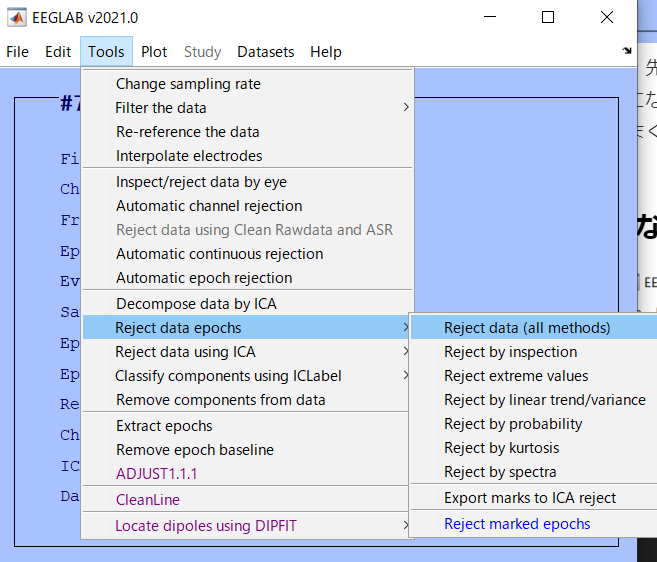 EEGLAB v2021.0
File Edit Tools Plot Study Datasets Help
#7
Change sampling rate
Fi
Filter the data
Ch
Re-reference the data
Fr
Interpolate electrodes
Ep
Inspect/reject data by eye
Ev
Automatic channel rejection
Sa
Reject data using Clean Rawdata and ASR
Ep
Automatic continuous rejection
Ep
Automatic epoch rejection
Re
Decompose data by ICA
Ch
Reject data epochs
IC
Reject data using ICA
Da
Classify components using ICLabel
Remove components from data
Extract epochs
Remove epoch baseline
ADJUST1.1.1
CleanLine
Locate dipoles using DIPFIT
Reject data (all methods)
Reject by inspection
Reject extreme values
Reject by linear trend/variance
Reject by probability
Reject by kurtosis
Reject by spectra
Export marks to ICA reject
Reject marked epochs
先
にな
まく
な
EE